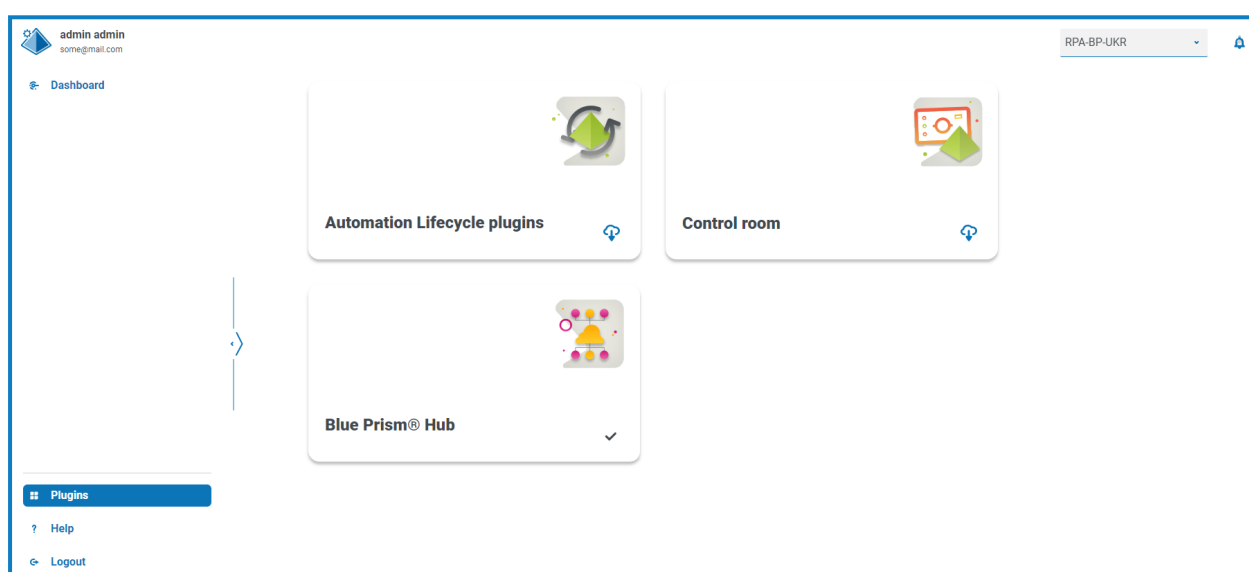 admin admin
some@mail.com
RPA-BP-UKR
Dashboard
Automation Lifecycle plugins
Control room
Blue Prism® Hub
Plugins
? Help
Logout